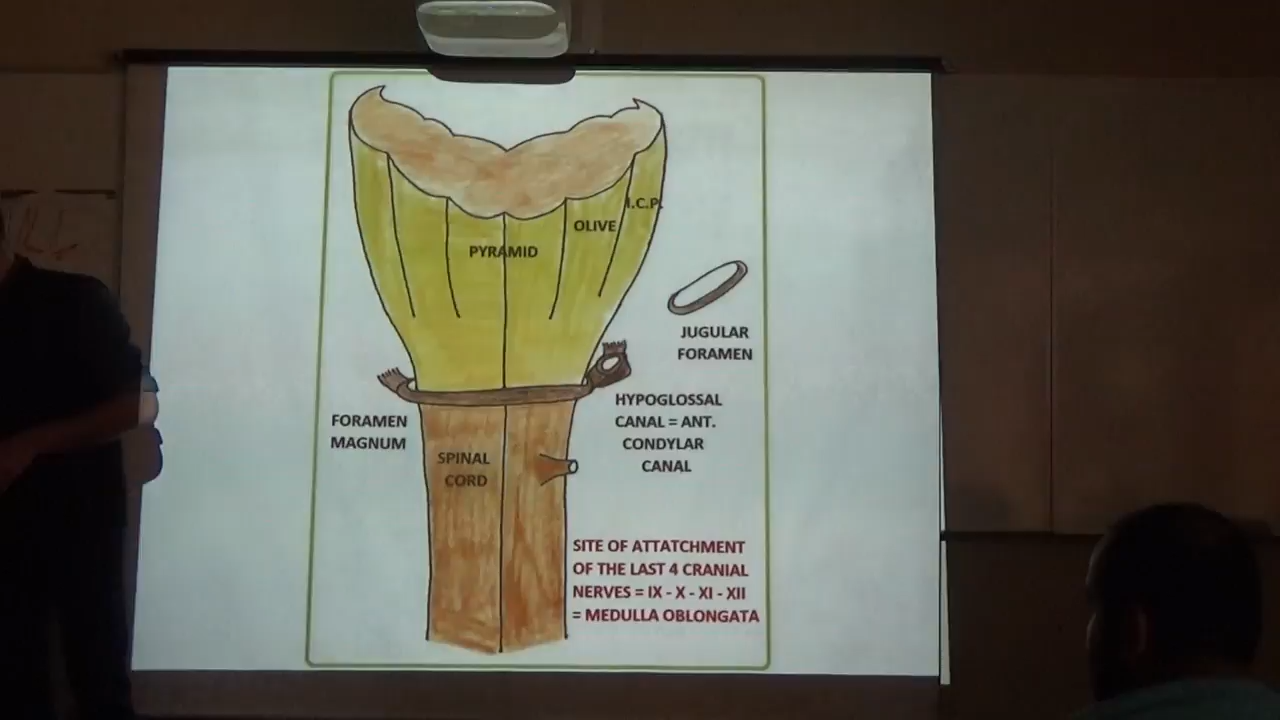 I.C.P.
OLIVE
PYRAMID
JUGULAR
FORAMEN
HYPOGLOSSAL
CANAL = ANT.
CONDYLAR
CANAL
FORAMEN
MAGNUM
SPINAL
CORD
SITE OF ATTATCHMENT
OF THE LAST 4 CRANIAL
NERVES = IX - X - XI - XII
= MEDULLA OBLONGATA